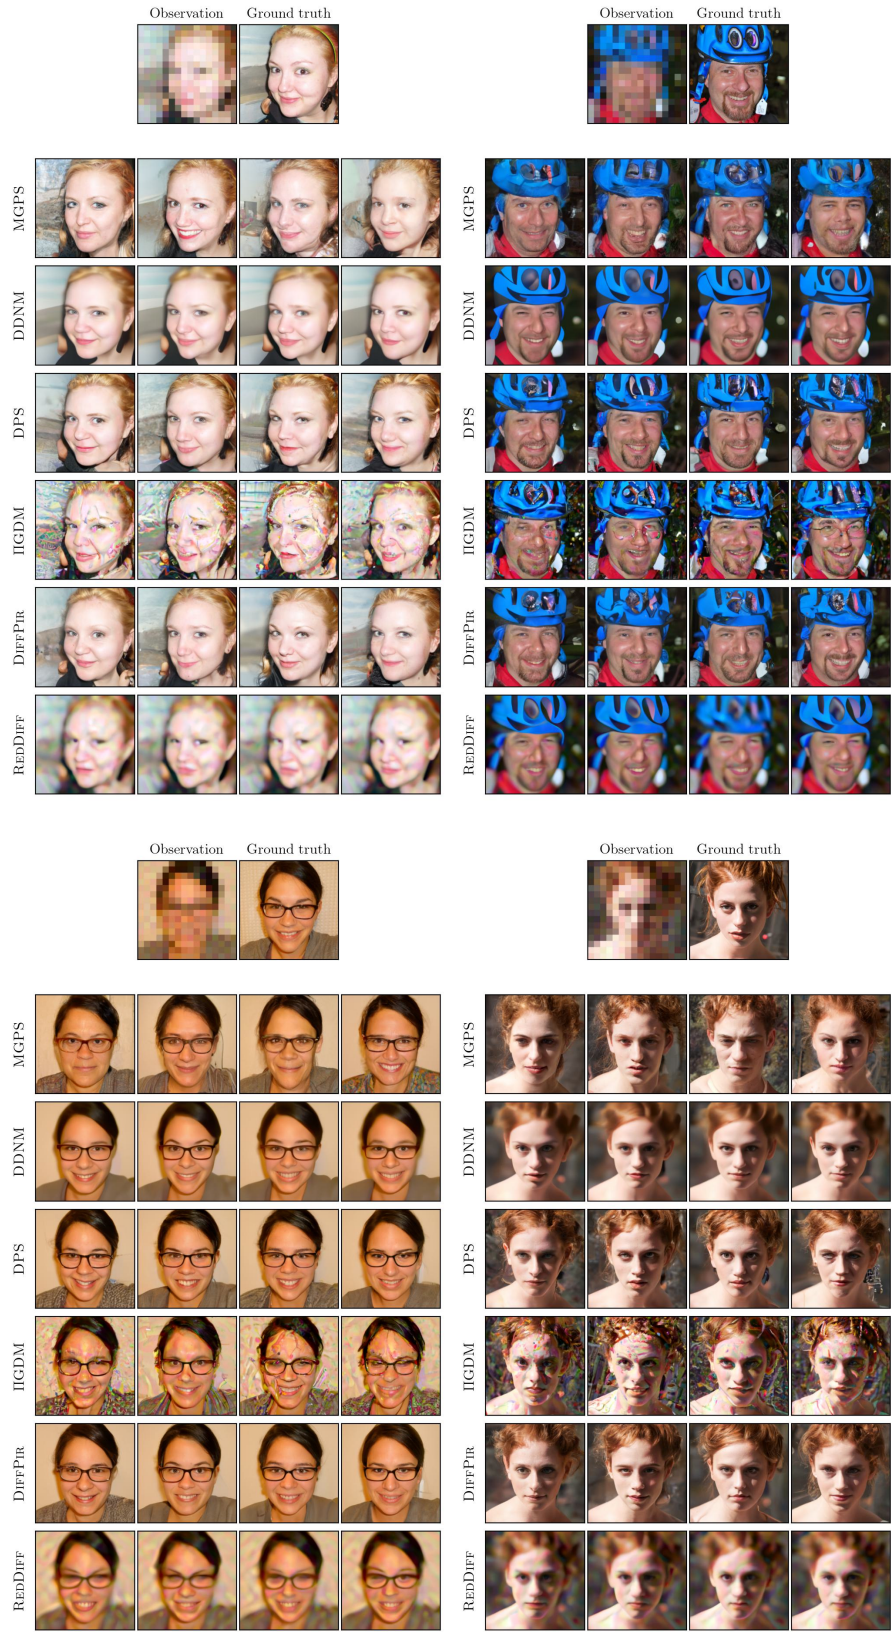 Observation Ground truth
Observation Ground truth
MGPS
MGPS
DDNM
DDNM
DPS
DPS
ΠGDM
ΠGDM
DIFFPIR
DIFFPIR
REDDIFF
REDDIFF
Observation Ground truth
Observation Ground truth
MGPS
MGPS
DDNM
DDNM
DPS
DPS
ΠGDM
ΠGDM
DIFFPIR
DIFFPIR
REDDIFF
REDDIFF